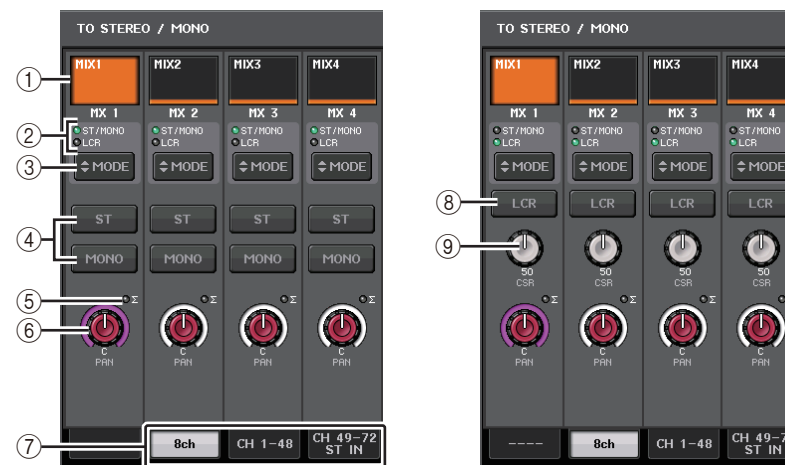 TO STEREO / MONO
MIX1 MIX2 MIX3 MIX4
①
MX 1 MX 2 MX 3 MX 4
② ST/MONO ST/MONO ST/MONO ST/MONO
LCR LCR LCR LCR
③ MODE MODE MODE MODE
④ ST ST ST ST
MONO MONO MONO MONO
⑤ Σ Σ Σ Σ
⑥
C C C C
PAN PAN PAN PAN
⑦ 8ch CH 1-48 CH 49-72
ST IN
TO STEREO / MONO
MIX1 MIX2 MIX3 MIX4
MX 1 MX 2 MX 3 MX 4
ST/MONO ST/MONO ST/MONO ST/MONO
LCR LCR LCR LCR
MODE MODE MODE MODE
⑧ LCR LCR LCR LCR
⑨
50 50 50 50
CSR CSR CSR CSR
Σ Σ Σ
C C C C
PAN PAN PAN PAN
---- 8ch CH 1-48 CH 49-7
ST IN